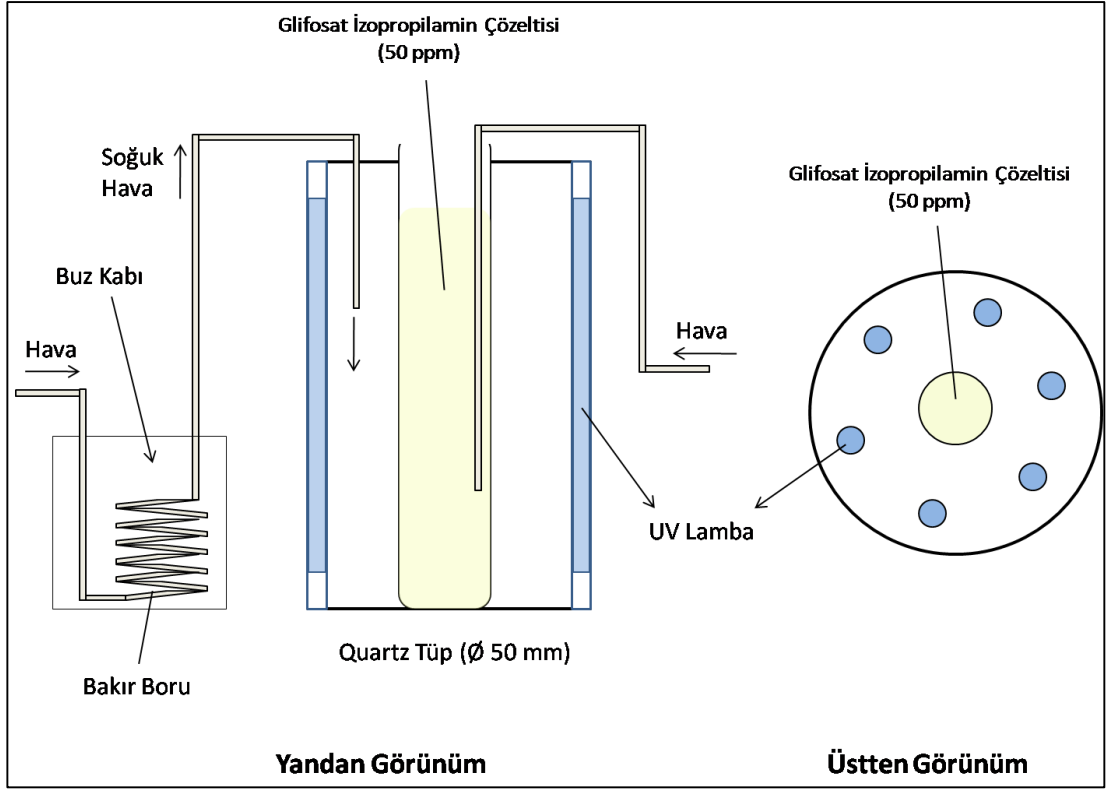 Glifosat İzopropilamin Çözeltisi
(50 ppm)
Soğuk
Hava
Buz Kabı
Hava
Bakır Boru
Hava
UV Lamba
Quartz Tüp (Ø 50 mm)
Yandan Görünüm
Glifosat İzopropilamin Çözeltisi
(50 ppm)
Üstten Görünüm